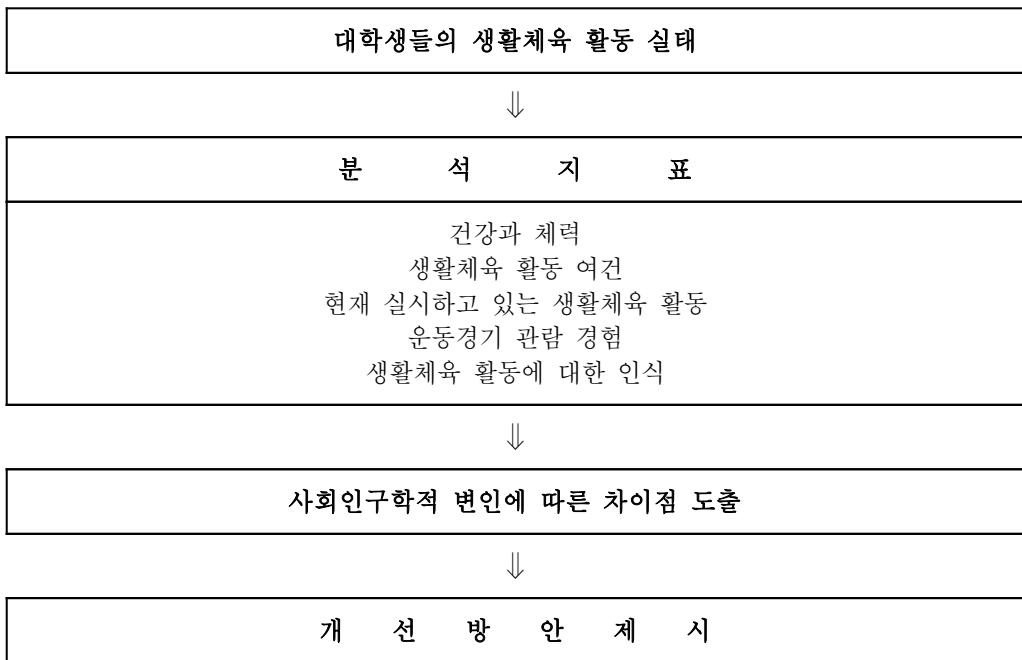 대학생들의 생활체육 활동 실태
⇓
분 석 지 표
건강과 체력
생활체육 활동 여건
현재 실시하고 있는 생활체육 활동
운동경기 관람 경험
생활체육 활동에 대한 인식
⇓
사회인구학적 변인에 따른 차이점 도출
⇓
개 선 방 안 제 시